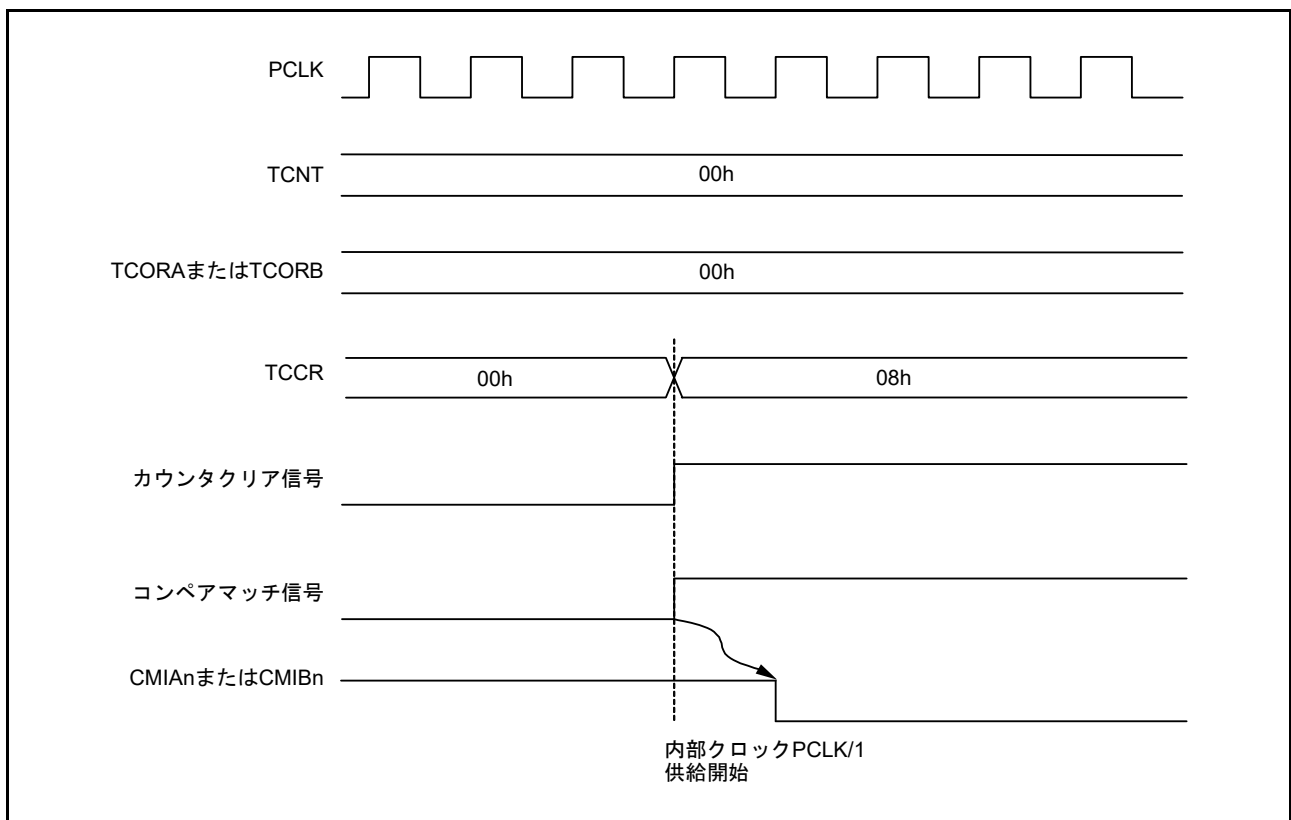 PCLK
TCNT
00h
TCORAまたはTCORB
00h
TCCR
00h
08h
カウンタクリア信号
コンペアマッチ信号
CMIAnまたはCMIBn
内部クロックPCLK/1
供給開始